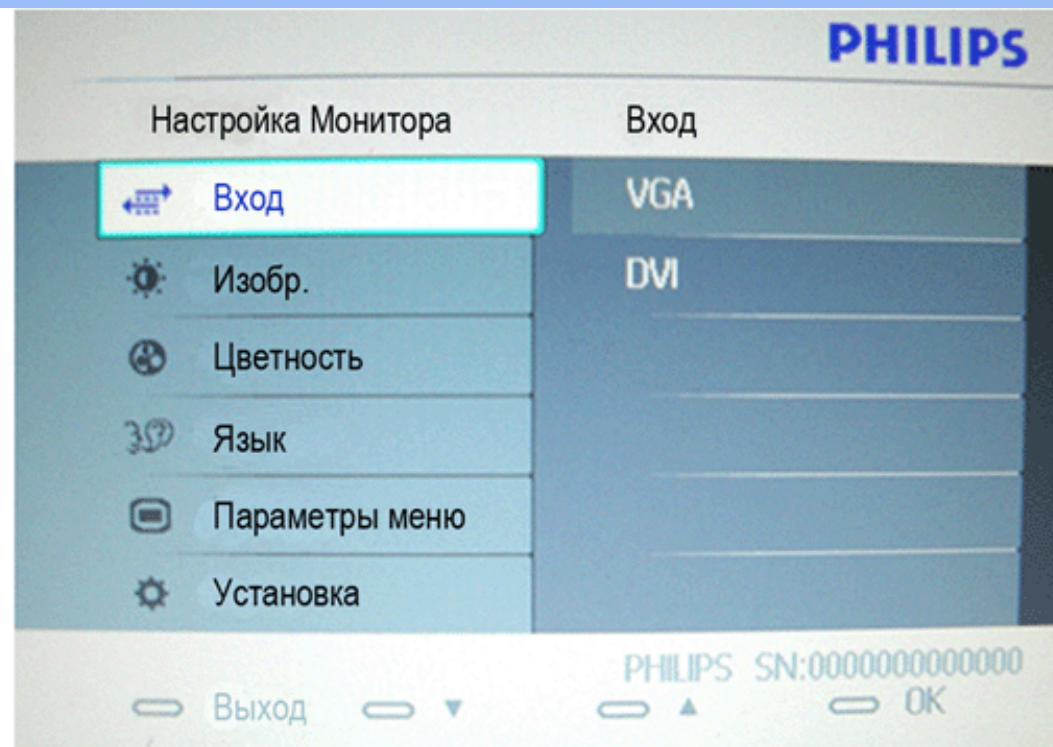 PHILIPS
Настройка Монитора Вход
Вход VGA
Изобр. DVI
Цветность
Язык
Параметры меню
Установка
PHILIPS SN:0000000000000
Выход ▼ ▲ OK